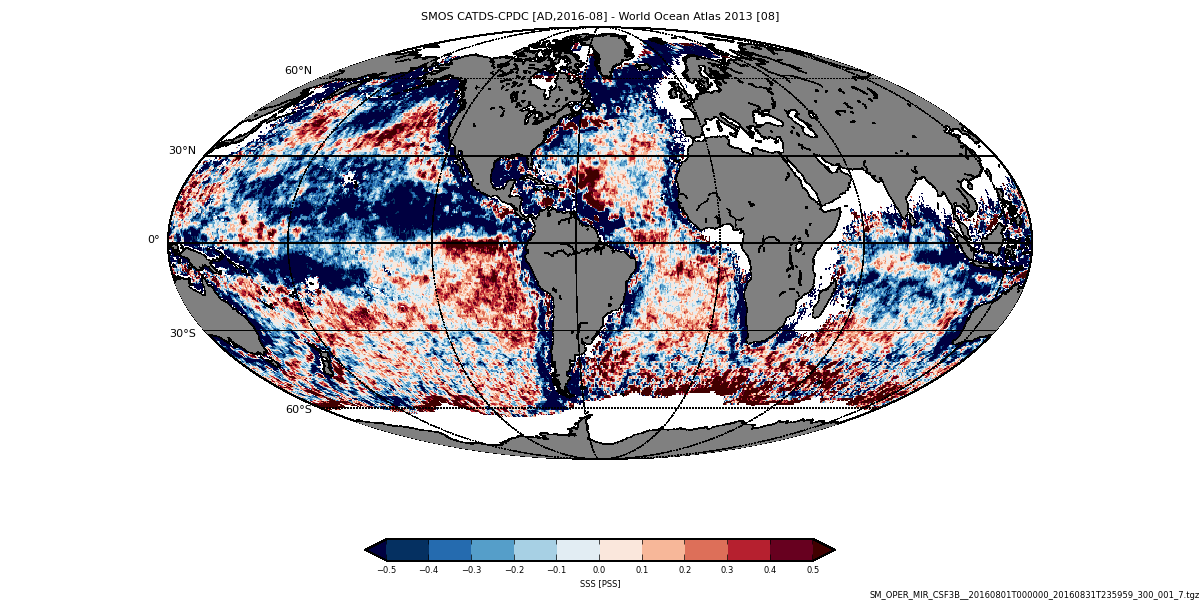 SMOS CATDS-CPDC [AD,2016-08] - World Ocean Atlas 2013 [08]
60°N
30°N
0°
30°S
60°S
−0.5 −0.4 −0.3 −0.2 −0.1 0.0 0.1 0.2 0.3 0.4 0.5
SSS [PSS]
SM_OPER_MIR_CSF3B__20160801T000000_20160831T235959_300_001_7.tgz